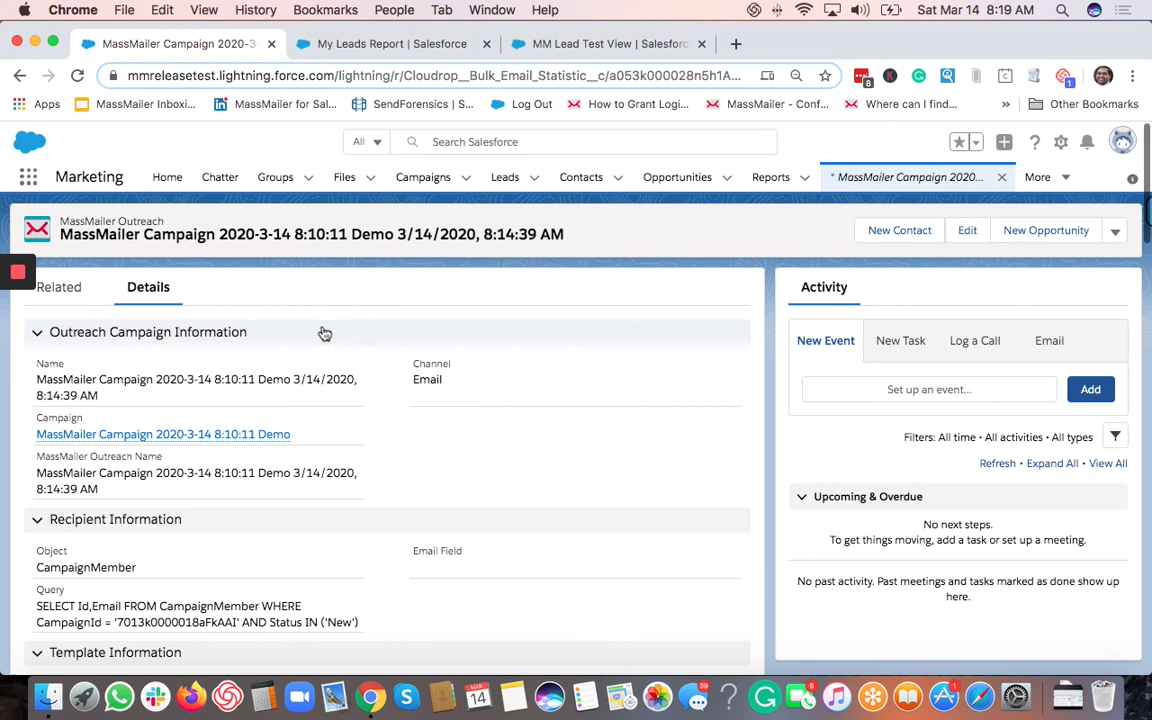 Chrome File Edit View History Bookmarks People Tab Window Help Sat Mar 14 8:19 AM
MassMailer Campaign 2020-3- My Leads Report | Salesforce MM Lead Test View | Salesforc
mmreleasetest.lightning.force.com/lightning/r/Cloudrop__Bulk_Email_Statistic__c/a053k000028n5h1A... 8 K 1
Apps MassMailer Inboxi... MassMailer for Sal... SendForensics | S... Log Out How to Grant Logi... MassMailer - Conf... Where can I find... » Other Bookmarks
All Search Salesforce
Marketing Home Chatter Groups Files Campaigns Leads Contacts Opportunities Reports * MassMailer Campaign 2020... More
MassMailer Outreach
MassMailer Campaign 2020-3-14 8:10:11 Demo 3/14/2020, 8:14:39 AM
New Contact Edit New Opportunity
Related Details
Outreach Campaign Information
Name
MassMailer Campaign 2020-3-14 8:10:11 Demo 3/14/2020,
8:14:39 AM
Channel
Email
Campaign
MassMailer Campaign 2020-3-14 8:10:11 Demo
MassMailer Outreach Name
MassMailer Campaign 2020-3-14 8:10:11 Demo 3/14/2020,
8:14:39 AM
Recipient Information
Object
CampaignMember
Email Field
Query
SELECT Id,Email FROM CampaignMember WHERE
CampaignId = '7013k0000018aFkAAI' AND Status IN ('New')
Template Information
Activity
New Event New Task Log a Call Email
Set up an event... Add
Filters: All time • All activities • All types
Refresh • Expand All • View All
Upcoming & Overdue
No next steps.
To get things moving, add a task or set up a meeting.
No past activity. Past meetings and tasks marked as done show up
here.
MAR 14 39 6 1